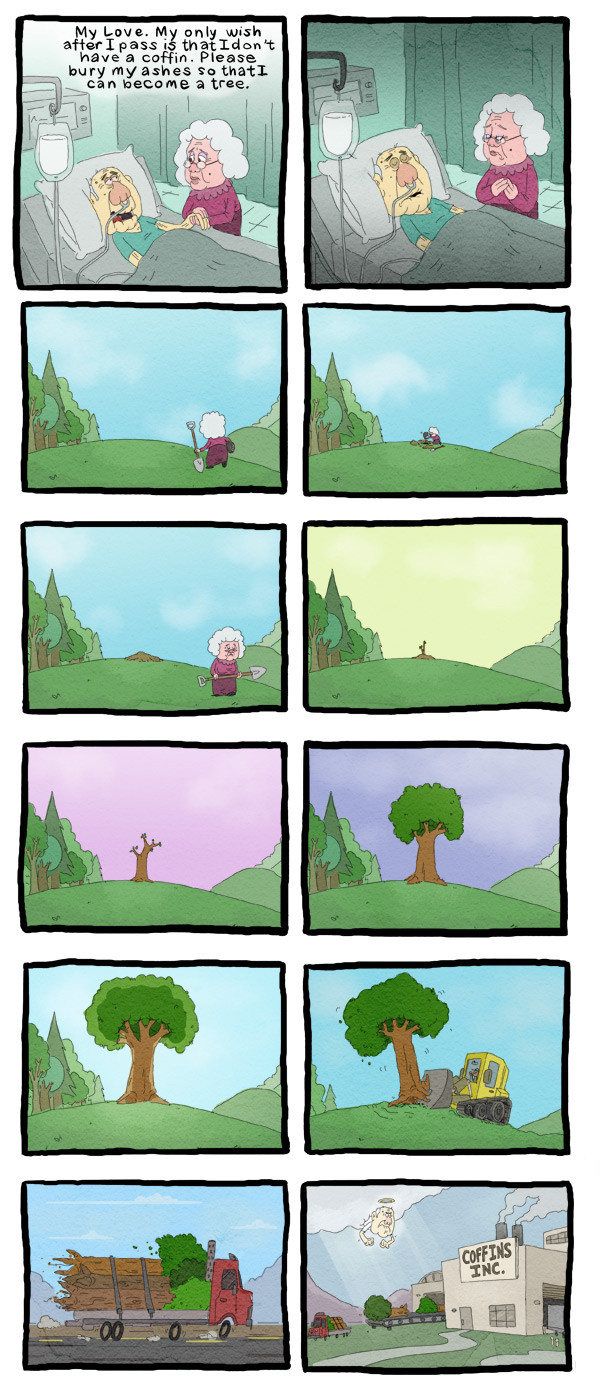 My Love. My only wish
after I pass is that I don't
have a coffin. Please
bury my ashes so that I
can become a tree.
COFFINS
INC.
14